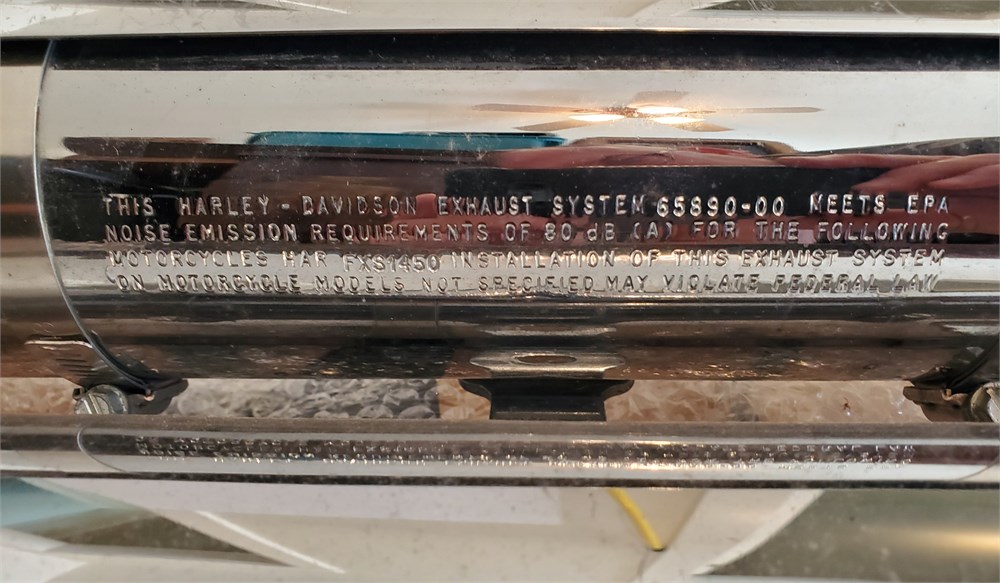 THIS HARLEY-DAVIDSON EXHAUST SYSTEM 65890-00 MEETS EPA
NOISE EMISSION REQUIREMENTS OF 80 dB (A) FOR THE FOLLOWING
MOTORCYCLES HAR FXS1450 INSTALLATION OF THIS EXHAUST SYSTEM
ON MOTORCYCLE MODELS NOT SPECIFIED MAY VIOLATE FEDERAL LAW